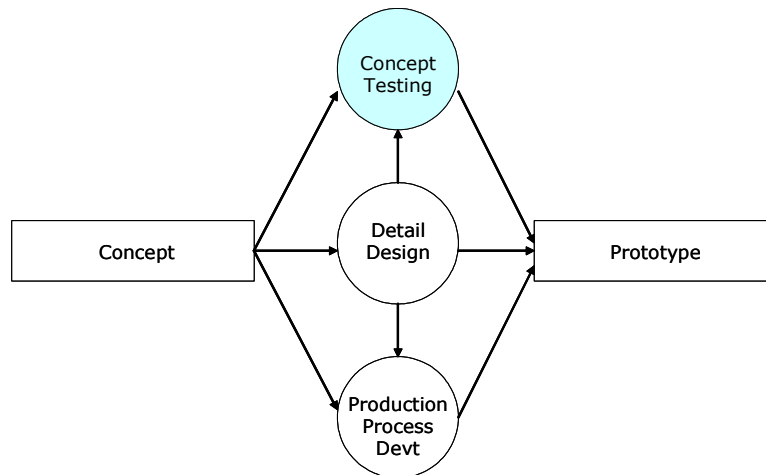 Concept
Testing
Concept
Detail
Design
Prototype
Production
Process
Devt